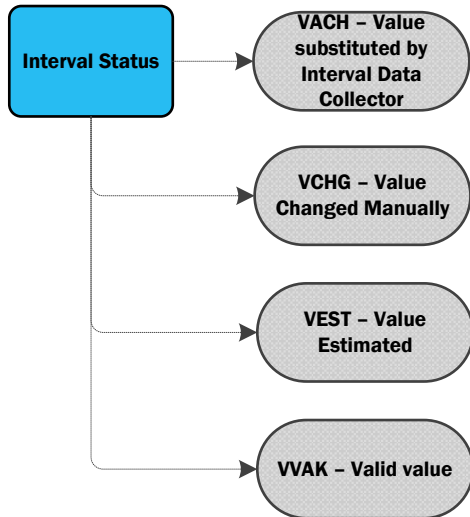 Interval Status
VACH – Value
substituted by
Interval Data
Collector
VCHG – Value
Changed Manually
VEST – Value
Estimated
VVAK – Valid value